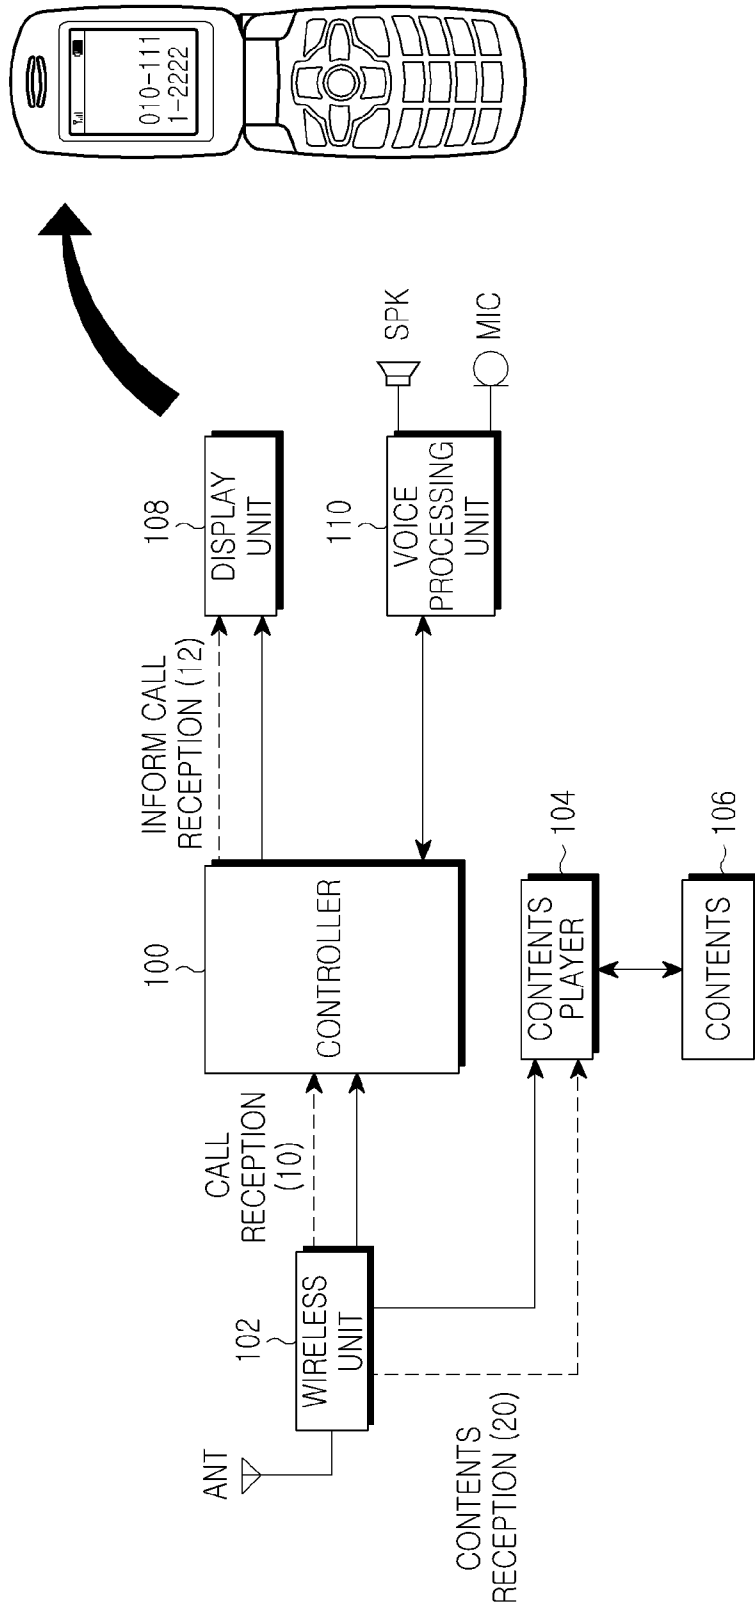 ANT
102
WIRELESS
UNIT
CALL
RECEPTION
(10)
CONTENTS
RECEPTION (20)
100
CONTROLLER
INFORM CALL
RECEPTION (12)
108
DISPLAY
UNIT
110
VOICE
PROCESSING
UNIT
SPK
MIC
104
CONTENTS
PLAYER
106
CONTENTS
010-111
1-2222